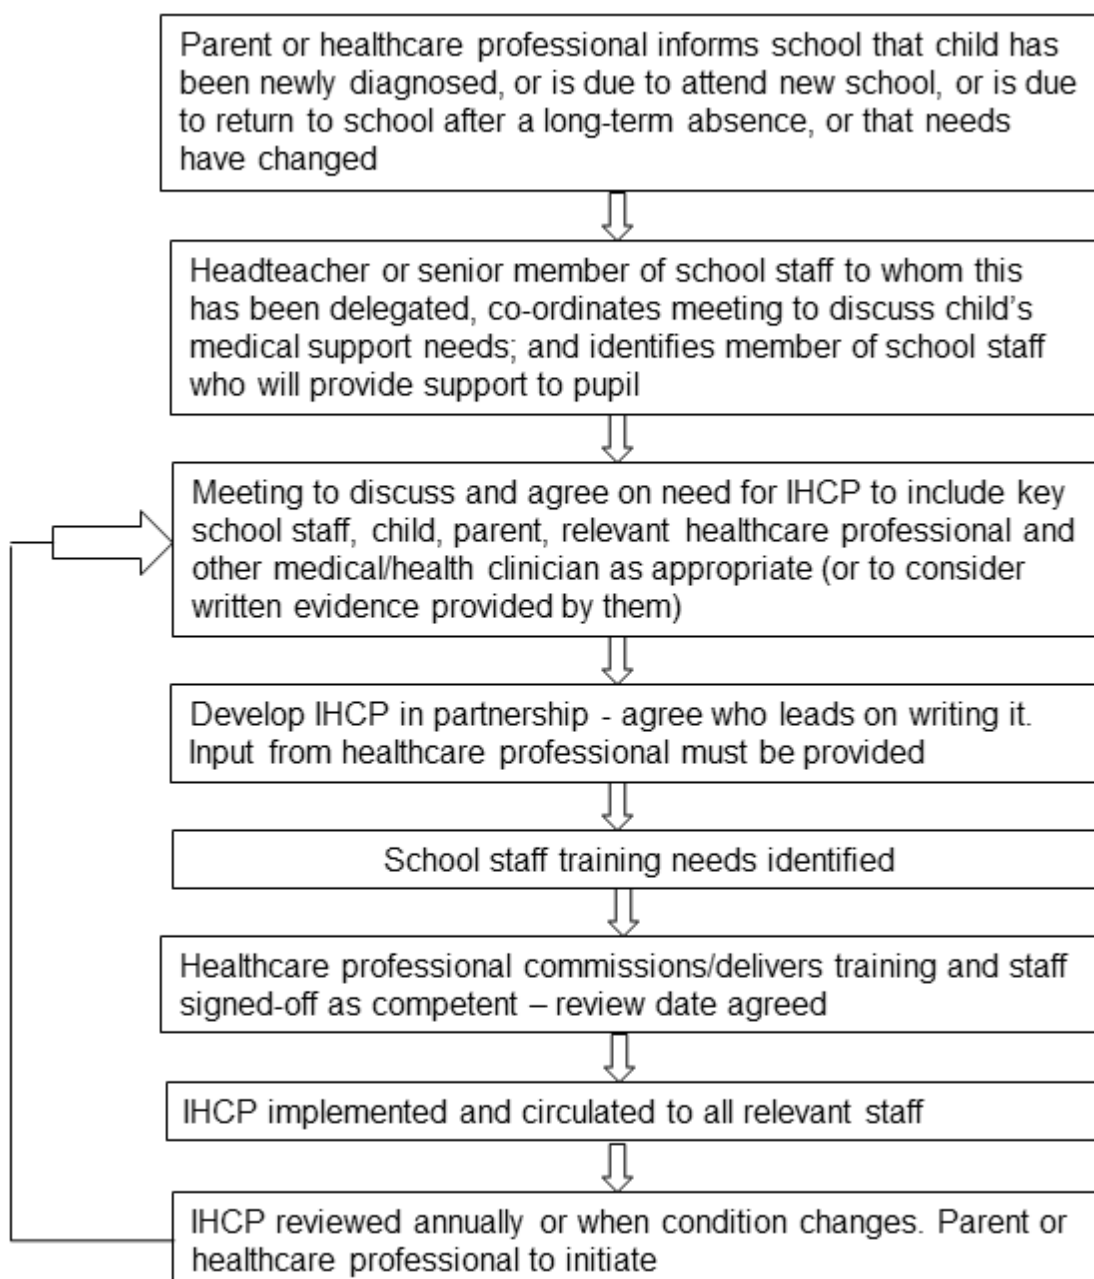 Parent or healthcare professional informs school that child has
been newly diagnosed, or is due to attend new school, or is due
to return to school after a long-term absence, or that needs
have changed
Headteacher or senior member of school staff to whom this
has been delegated, co-ordinates meeting to discuss child's
medical support needs; and identifies member of school staff
who will provide support to pupil
Meeting to discuss and agree on need for IHCP to include key
school staff, child, parent, relevant healthcare professional and
other medical/health clinician as appropriate (or to consider
written evidence provided by them)
Develop IHCP in partnership - agree who leads on writing it.
Input from healthcare professional must be provided
School staff training needs identified
Healthcare professional commissions/delivers training and staff
signed-off as competent – review date agreed
IHCP implemented and circulated to all relevant staff
IHCP reviewed annually or when condition changes. Parent or
healthcare professional to initiate